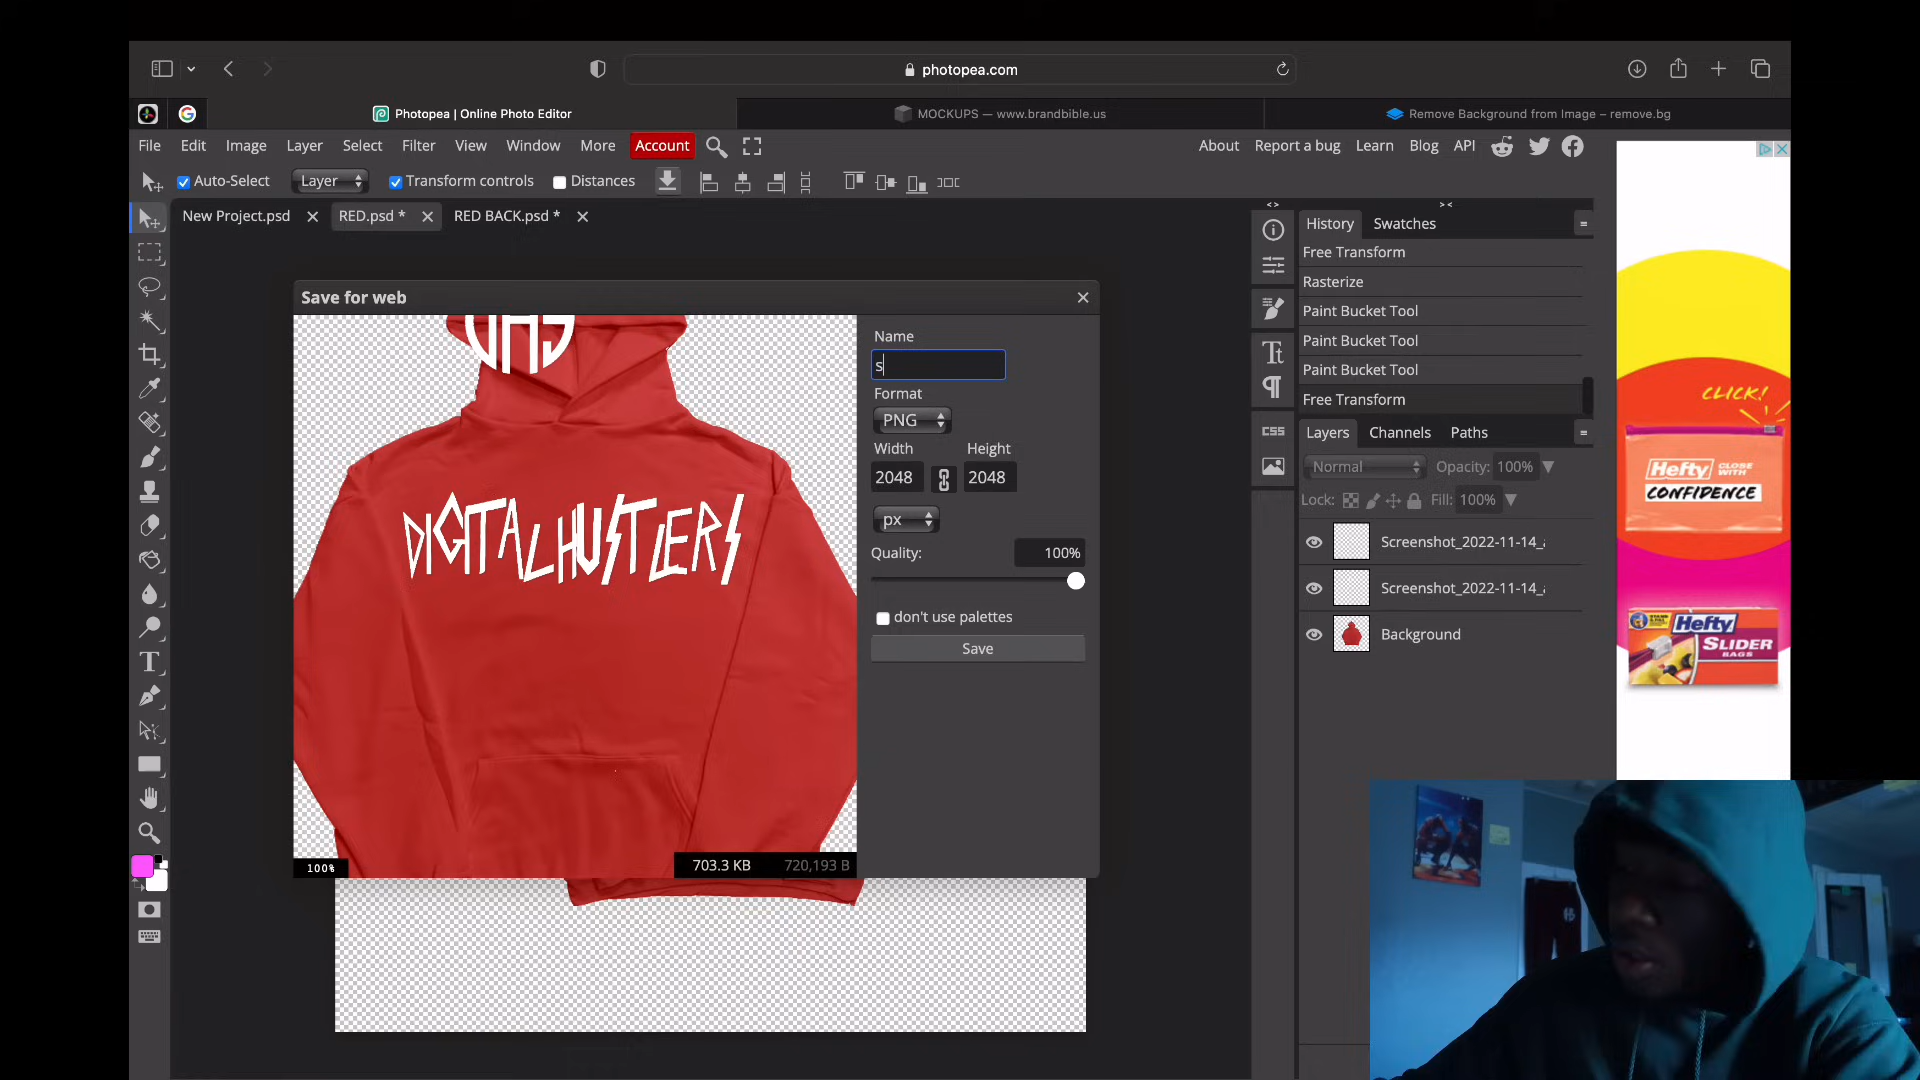 photopea.com
Photopea | Online Photo Editor
MOCKUPS — www.brandbible.us
Remove Background from Image – remove.bg
File Edit Image Layer Select Filter View Window More Account
About Report a bug Learn Blog API
Auto-Select Layer Transform controls Distances
New Project.psd RED.psd * RED BACK.psd *
History Swatches
Free Transform
Rasterize
Paint Bucket Tool
Paint Bucket Tool
Paint Bucket Tool
Free Transform
Layers Channels Paths
Normal Opacity: 100%
Lock: Fill: 100%
Screenshot_2022-11-14_
Screenshot_2022-11-14_
Background
CSS
Save for web
Name
s
Format
PNG
Width Height
2048 2048
px
Quality: 100%
don't use palettes
Save
DIGITAL HUSTLERS
100%
703.3 KB 720,193 B
CLICK!
Hefty CLOSE WITH
CONFIDENCE
Hefty
SLIDER
BAGS